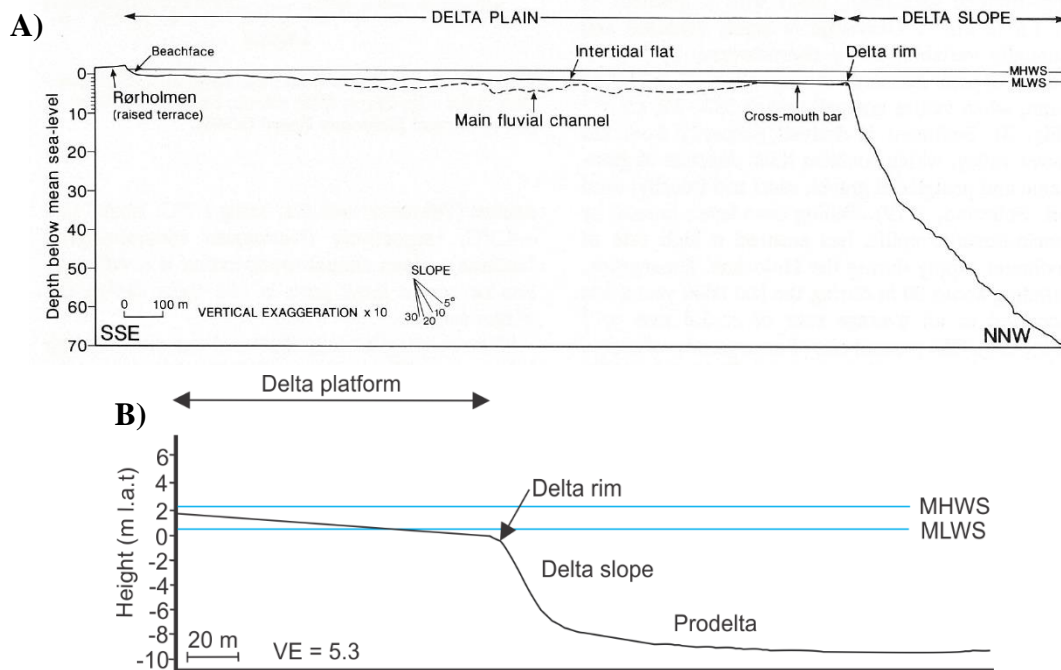 A)
DELTA PLAIN
DELTA SLOPE
Beachface
Intertidal flat
Delta rim
MHWS
MLWS
Rørholmen
(raised terrace)
Main fluvial channel
Cross-mouth bar
Depth below mean sea-level
0
10
20
30
40
50
60
70
SLOPE
5°
10
20
30
0 100 m
VERTICAL EXAGGERATION x 10
SSE
NNW
Delta platform
B)
Height (m l.a.t)
6
4
2
0
-2
-4
-6
-8
-10
Delta rim
MHWS
MLWS
Delta slope
Prodelta
20 m
VE = 5.3